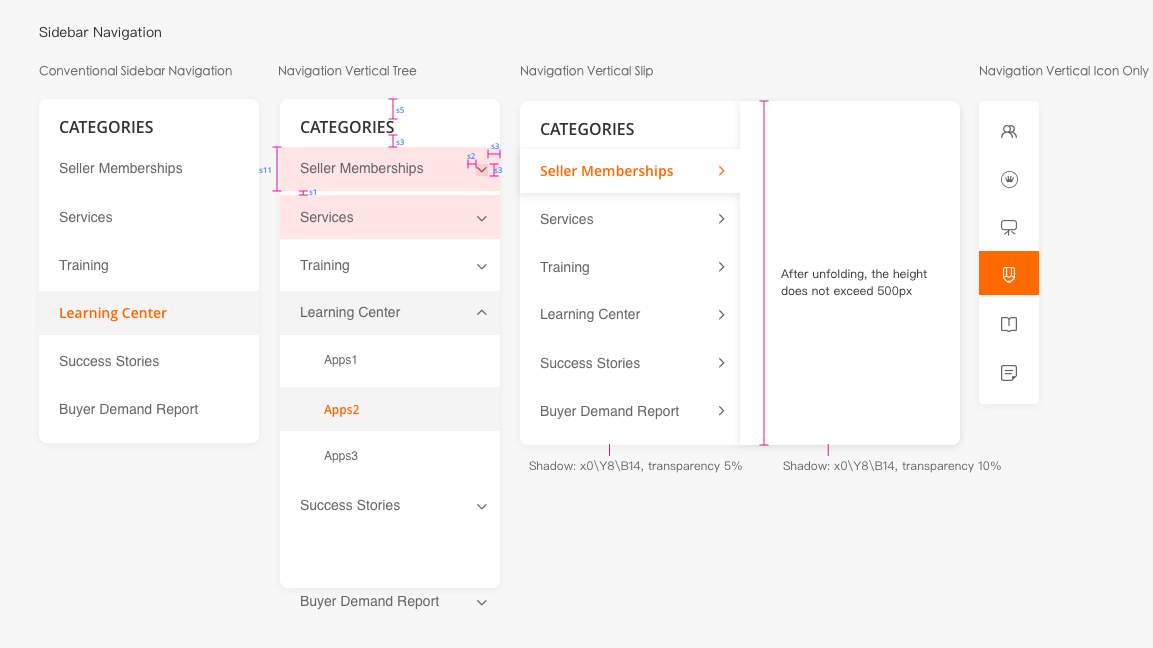 Sidebar Navigation
Conventional Sidebar Navigation
CATEGORIES
Seller Memberships
Services
Training
Learning Center
Success Stories
Buyer Demand Report
Navigation Vertical Tree
s5
CATEGORIES
s3
s11
Seller Memberships
s2
s3
s3
s1
Services
Training
Learning Center
Apps1
Apps2
Apps3
Success Stories
Buyer Demand Report
Navigation Vertical Slip
CATEGORIES
Seller Memberships
Services
Training
Learning Center
Success Stories
Buyer Demand Report
After unfolding, the height
does not exceed 500px
Shadow: x0\Y8\B14, transparency 5%
Shadow: x0\Y8\B14, transparency 10%
Navigation Vertical Icon Only